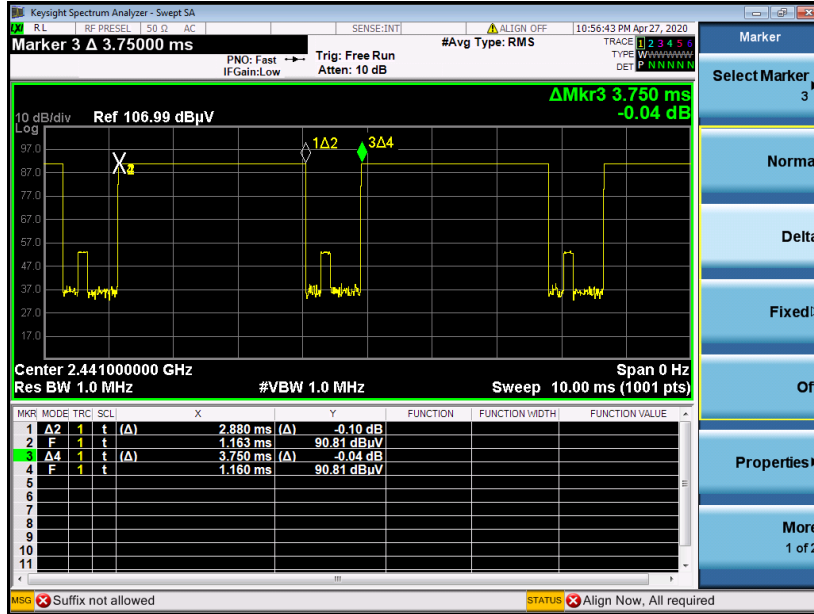 Keysight Spectrum Analyzer - Swept SA
LXI RL RF PRESEL 50 Ω AC SENSE:INT ALIGN OFF 10:56:43 PM Apr 27, 2020
Marker 3 Δ 3.75000 ms
PNO: Fast
IFGain:Low
Trig: Free Run
Atten: 10 dB
#Avg Type: RMS
TRACE 1 2 3 4 5 6
TYPE WWWWWW
DET P N N N N N
ΔMkr3 3.750 ms
-0.04 dB
10 dB/div Ref 106.99 dBµV
Log
97.0
87.0
77.0
67.0
57.0
47.0
37.0
27.0
17.0
1Δ2 3Δ4
Center 2.441000000 GHz Span 0 Hz
Res BW 1.0 MHz #VBW 1.0 MHz Sweep 10.00 ms (1001 pts)
MKR MODE TRC SCL X Y FUNCTION FUNCTION WIDTH FUNCTION VALUE
1 Δ2 1 t (Δ) 2.880 ms (Δ) -0.10 dB
2 F 1 t 1.163 ms 90.81 dBµV
3 Δ4 1 t (Δ) 3.750 ms (Δ) -0.04 dB
4 F 1 t 1.160 ms 90.81 dBµV
5
6
7
8
9
10
11
MSG Suffix not allowed STATUS Align Now, All required
Marker
Select Marker
3
Norma
Delta
Fixed
Of
Properties
More
1 of 2